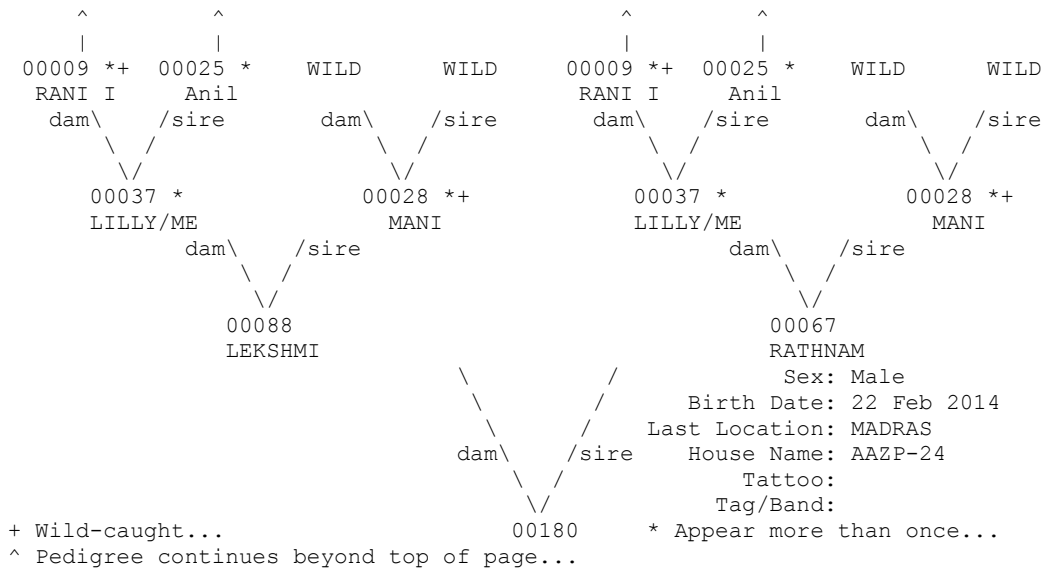 ^ ^ ^ ^
| | | |
00009 *+ 00025 * WILD WILD 00009 *+ 00025 * WILD WILD
RANI I Anil RANI I Anil
dam\ /sire dam\ /sire dam\ /sire dam\ /sire
\ / \ / \ / \ /
\/ \/ \/ \/
00037 * 00028 *+ 00037 * 00028 *+
LILLY/ME MANI LILLY/ME MANI
dam\ /sire dam\ /sire
\ / \ /
\/ \/
00088 00067
LEKSHMI RATHNAM
\ / Sex: Male
\ / Birth Date: 22 Feb 2014
\ / Last Location: MADRAS
dam\ /sire House Name: AAZP-24
\ / Tattoo:
\/ Tag/Band:
+ Wild-caught... 00180 * Appear more than once...
^ Pedigree continues beyond top of page...